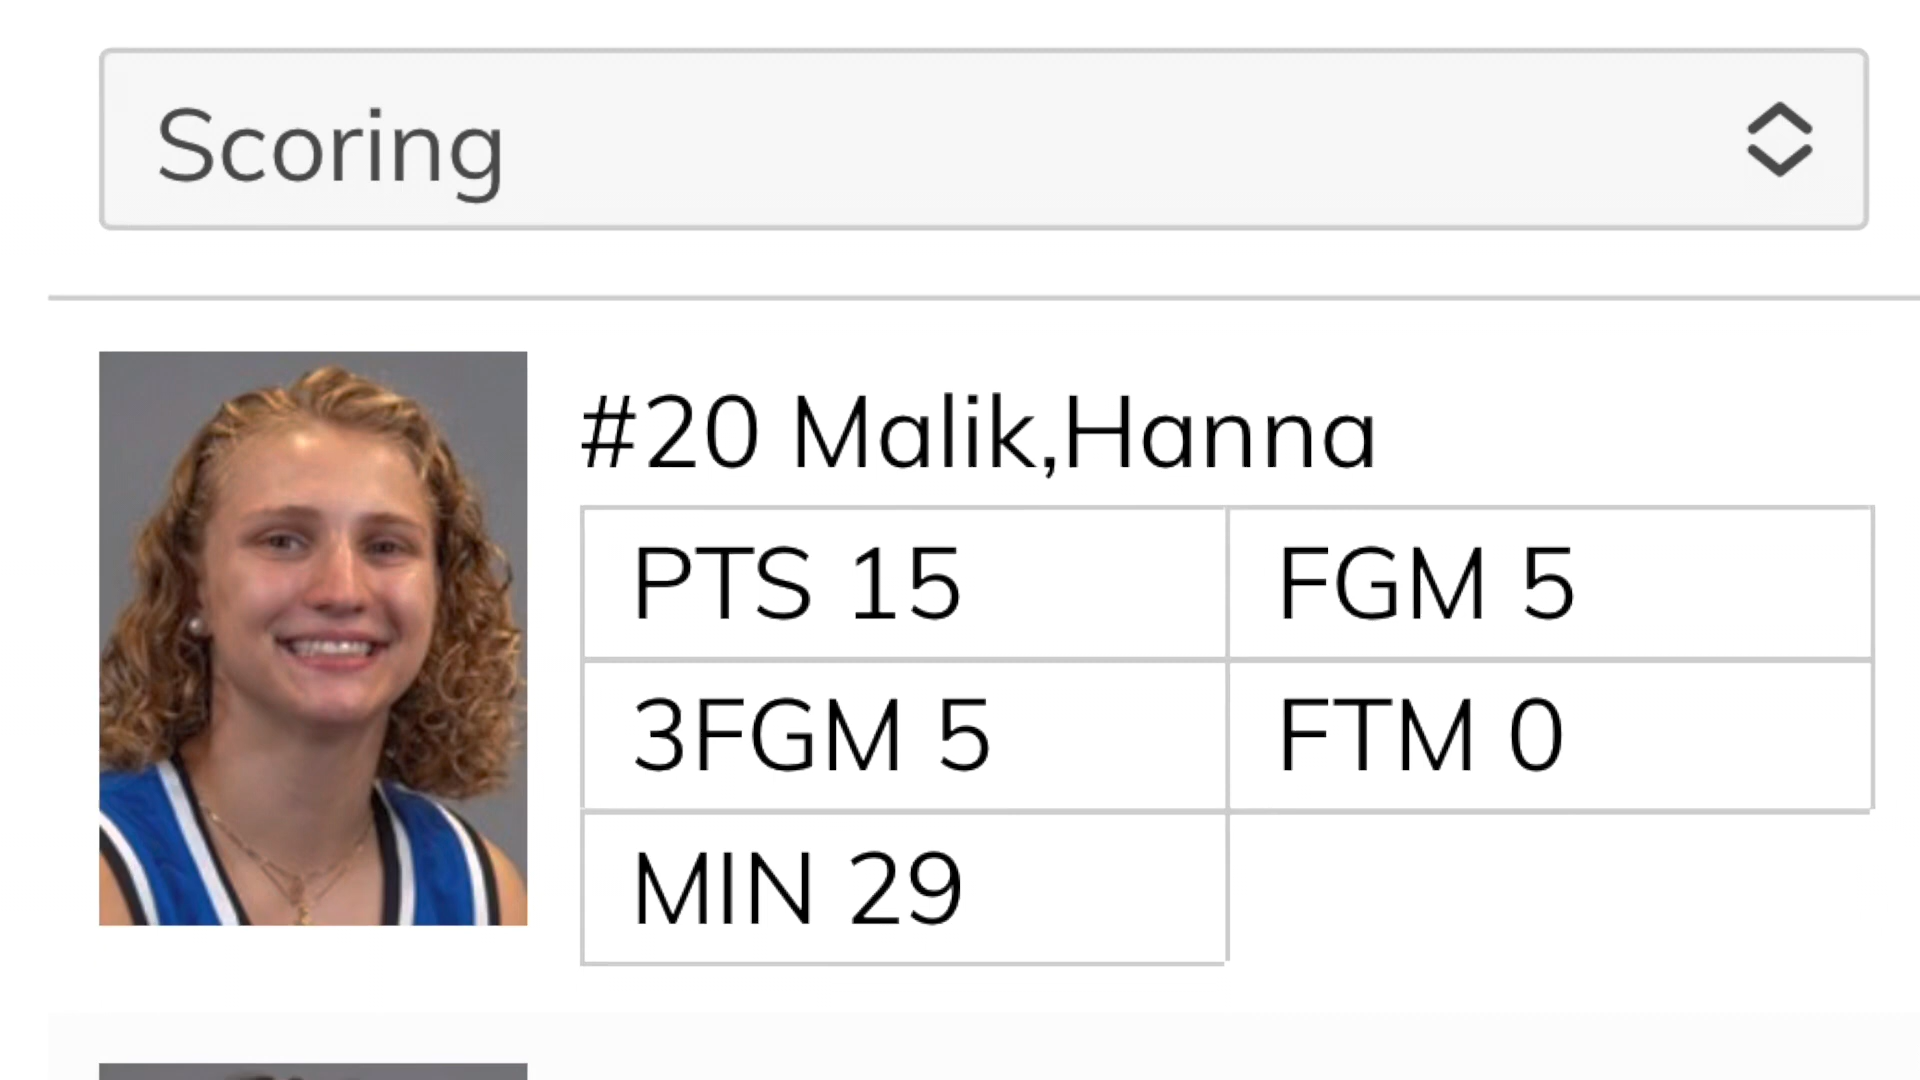 Scoring
#20 Malik,Hanna
PTS 15 FGM 5
3FGM 5 FTM 0
MIN 29